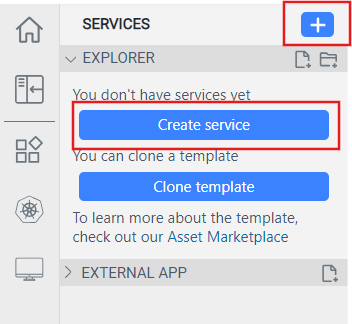 SERVICES
EXPLORER
You don't have services yet
Create service
You can clone a template
Clone template
To learn more about the template,
check out our Asset Marketplace
EXTERNAL APP